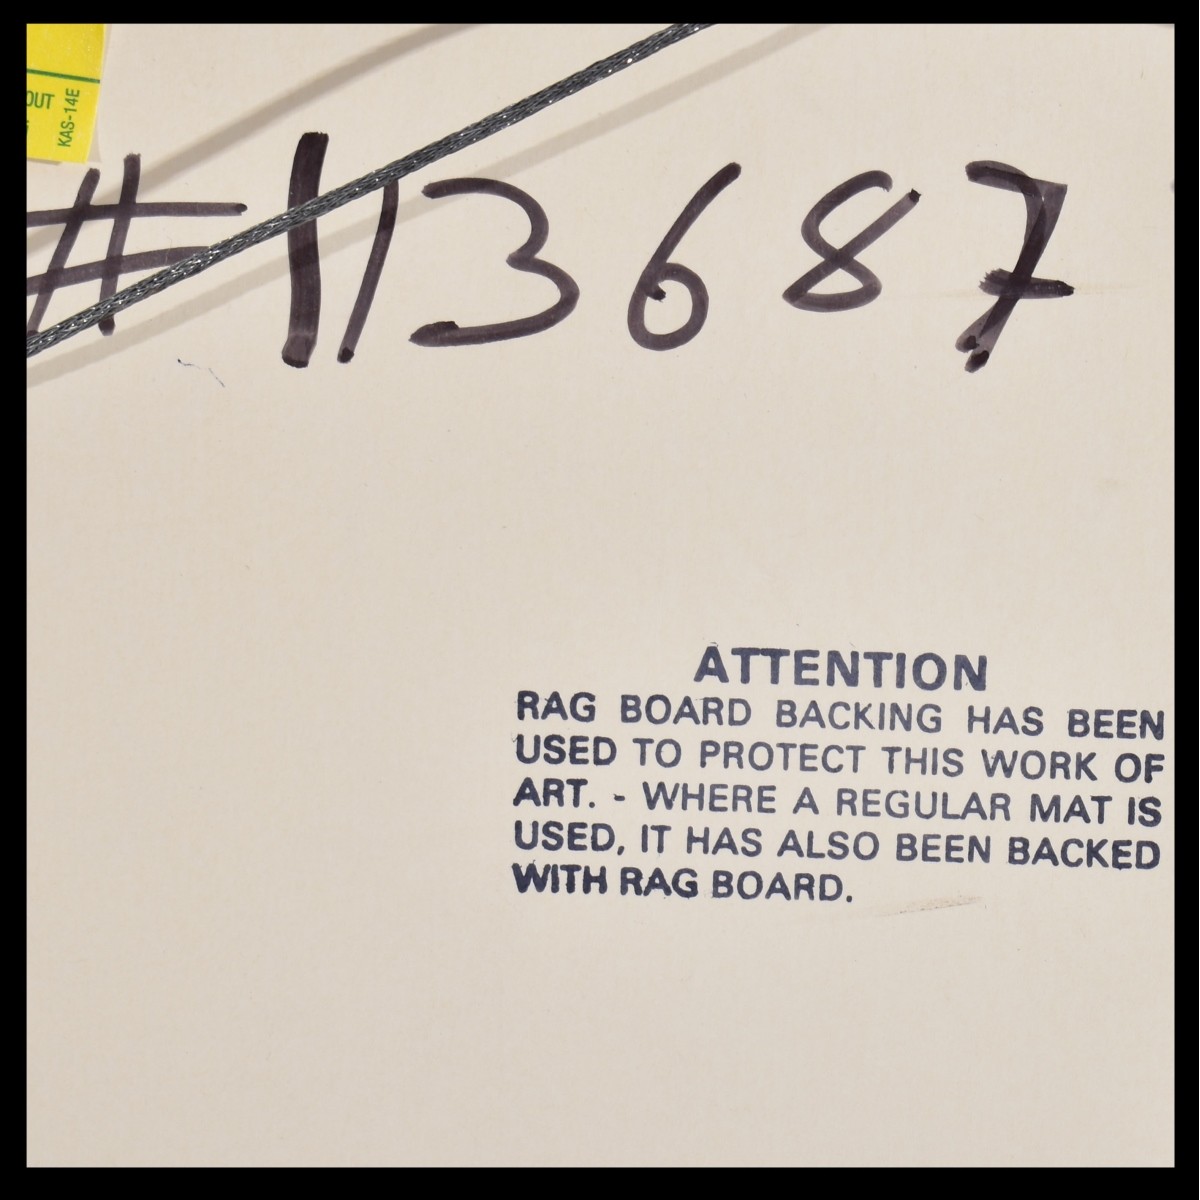 OUT
KAS-14E
#113687
ATTENTION
RAG BOARD BACKING HAS BEEN
USED TO PROTECT THIS WORK OF
ART. - WHERE A REGULAR MAT IS
USED, IT HAS ALSO BEEN BACKED
WITH RAG BOARD.